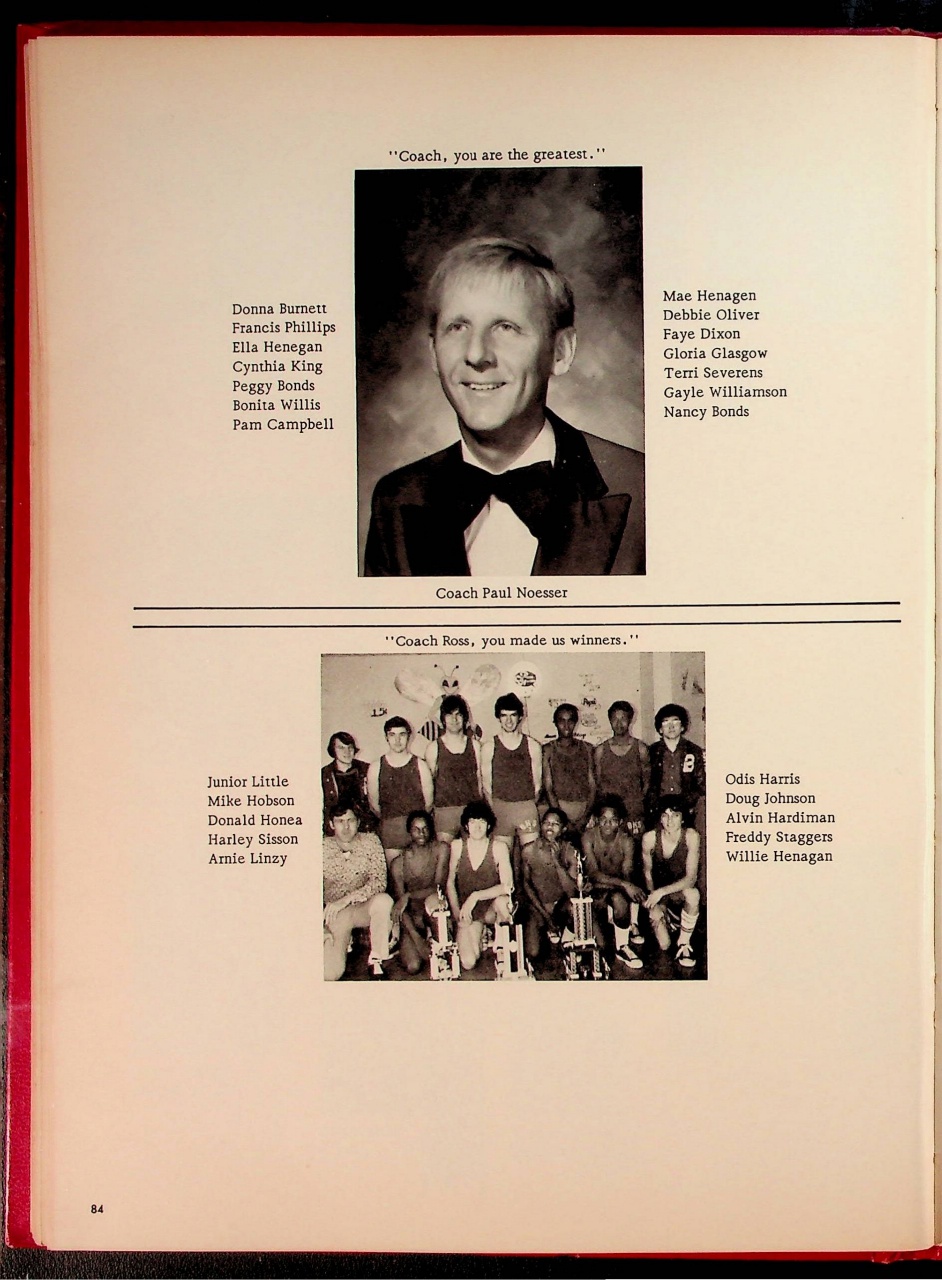 ''Coach, you are the greatest.''
Donna Burnett
Francis Phillips
Ella Henegan
Cynthia King
Peggy Bonds
Bonita Willis
Pam Campbell
Mae Henagen
Debbie Oliver
Faye Dixon
Gloria Glasgow
Terri Severens
Gayle Williamson
Nancy Bonds
Coach Paul Noesser
''Coach Ross, you made us winners.''
Junior Little
Mike Hobson
Donald Honea
Harley Sisson
Arnie Linzy
Odis Harris
Doug Johnson
Alvin Hardiman
Freddy Staggers
Willie Henagan
84